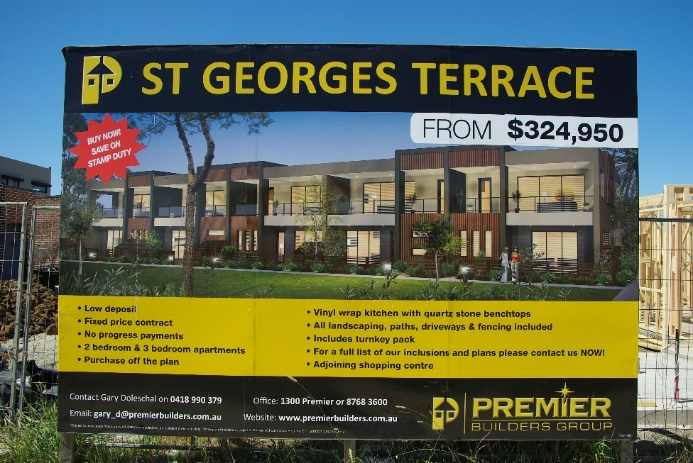 ST GEORGES TERRACE
BUY NOW!
SAVE ON
STAMP DUTY
FROM $324,950
• Low deposit
• Fixed price contract
• No progress payments
• 2 bedroom & 3 bedroom apartments
• Purchase off the plan
• Vinyl wrap kitchen with quartz stone benchtops
• All landscaping, paths, driveways & fencing included
• Includes turnkey pack
• For a full list of our inclusions and plans please contact us NOW!
• Adjoining shopping centre
Contact Gary Doleschal on 0418 990 379
Email: gary_d@premierbuilders.com.au
Office: 1300 Premier or 8768 3600
Website: www.premierbuilders.com.au
PREMIER
BUILDERS GROUP